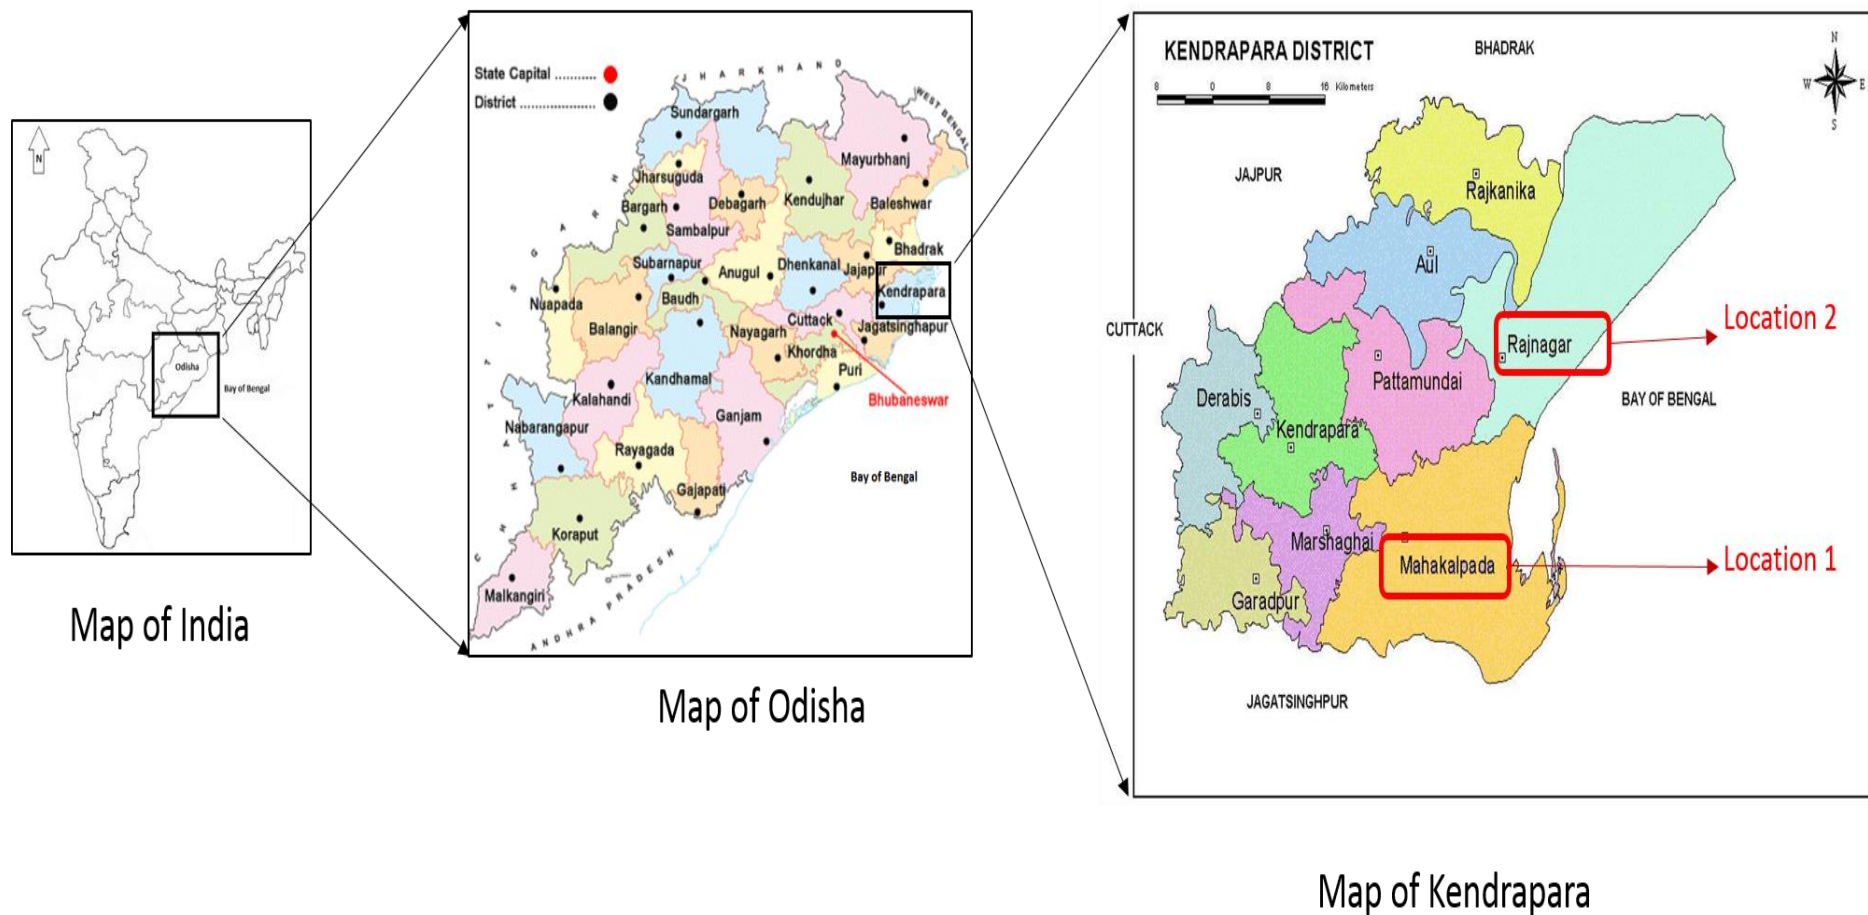 N
Odisha
Bay of Bengal
Map of India
State Capital ...........
District ....................
JHARKHAND
WEST BENGAL
CHHATTISGARH
ANDHRA PRADESH
Sundargarh
Mayurbhanj
Jharsuguda
Debagarh
Kendujhar
Baleshwar
Bargarh
Sambalpur
Bhadrak
Subarnapur
Anugul
Dhenkanal
Jajapur
Nuapada
Baudh
Kendrapara
Balangir
Nayagarh
Cuttack
Jagatsinghapur
Khordha
Kandhamal
Puri
Kalahandi
Bhubaneswar
Nabarangapur
Ganjam
Rayagada
Bay of Bengal
Gajapati
Koraput
Malkangiri
Map of Odisha
KENDRAPARA DISTRICT
8 0 8 16 Kilometers
BHADRAK
N
W E
S
JAJPUR
Rajkanika
Aul
CUTTACK
Location 2
Rajnagar
Pattamundai
Derabis
BAY OF BENGAL
Kendrapara
Marshaghai
Mahakalpada
Location 1
Garadpur
JAGATSINGHPUR
Map of Kendrapara